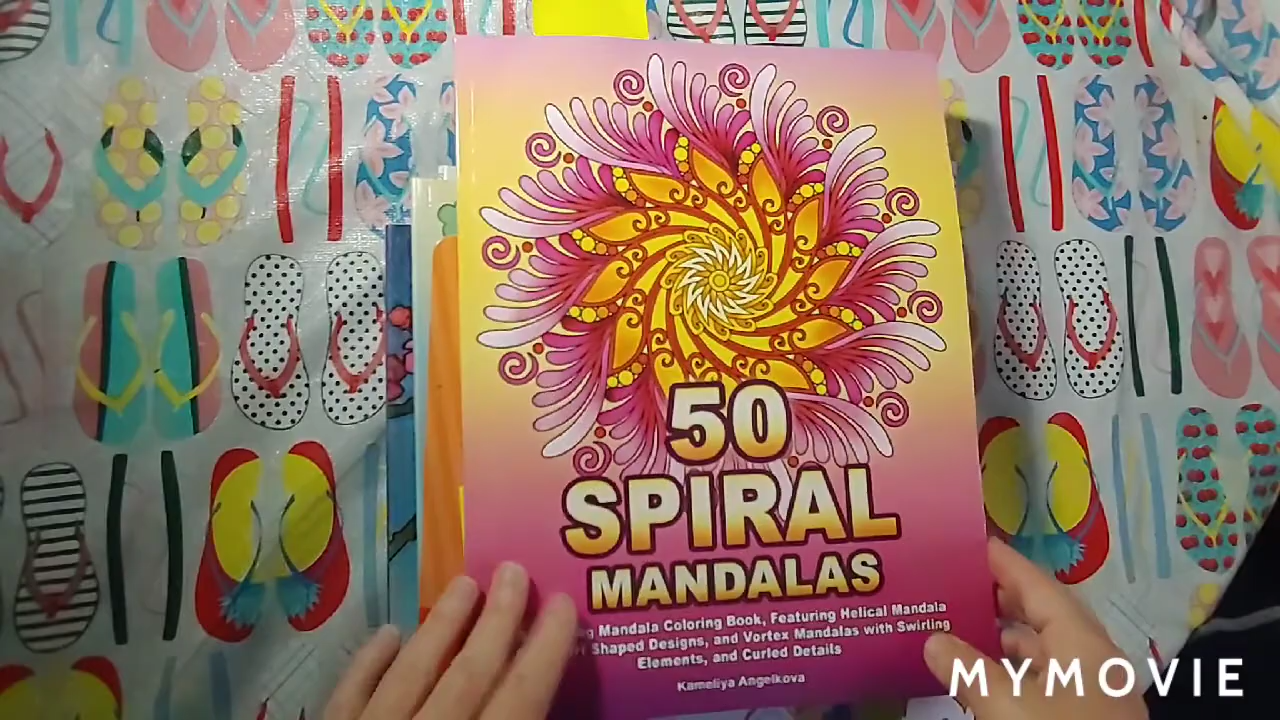 50
SPIRAL
MANDALAS
Mandala Coloring Book, Featuring Helical Mandala
Shaped Designs, and Vortex Mandalas with Swirling
Elements, and Curled Details
Kameliya Angelkova
MYMOVIE